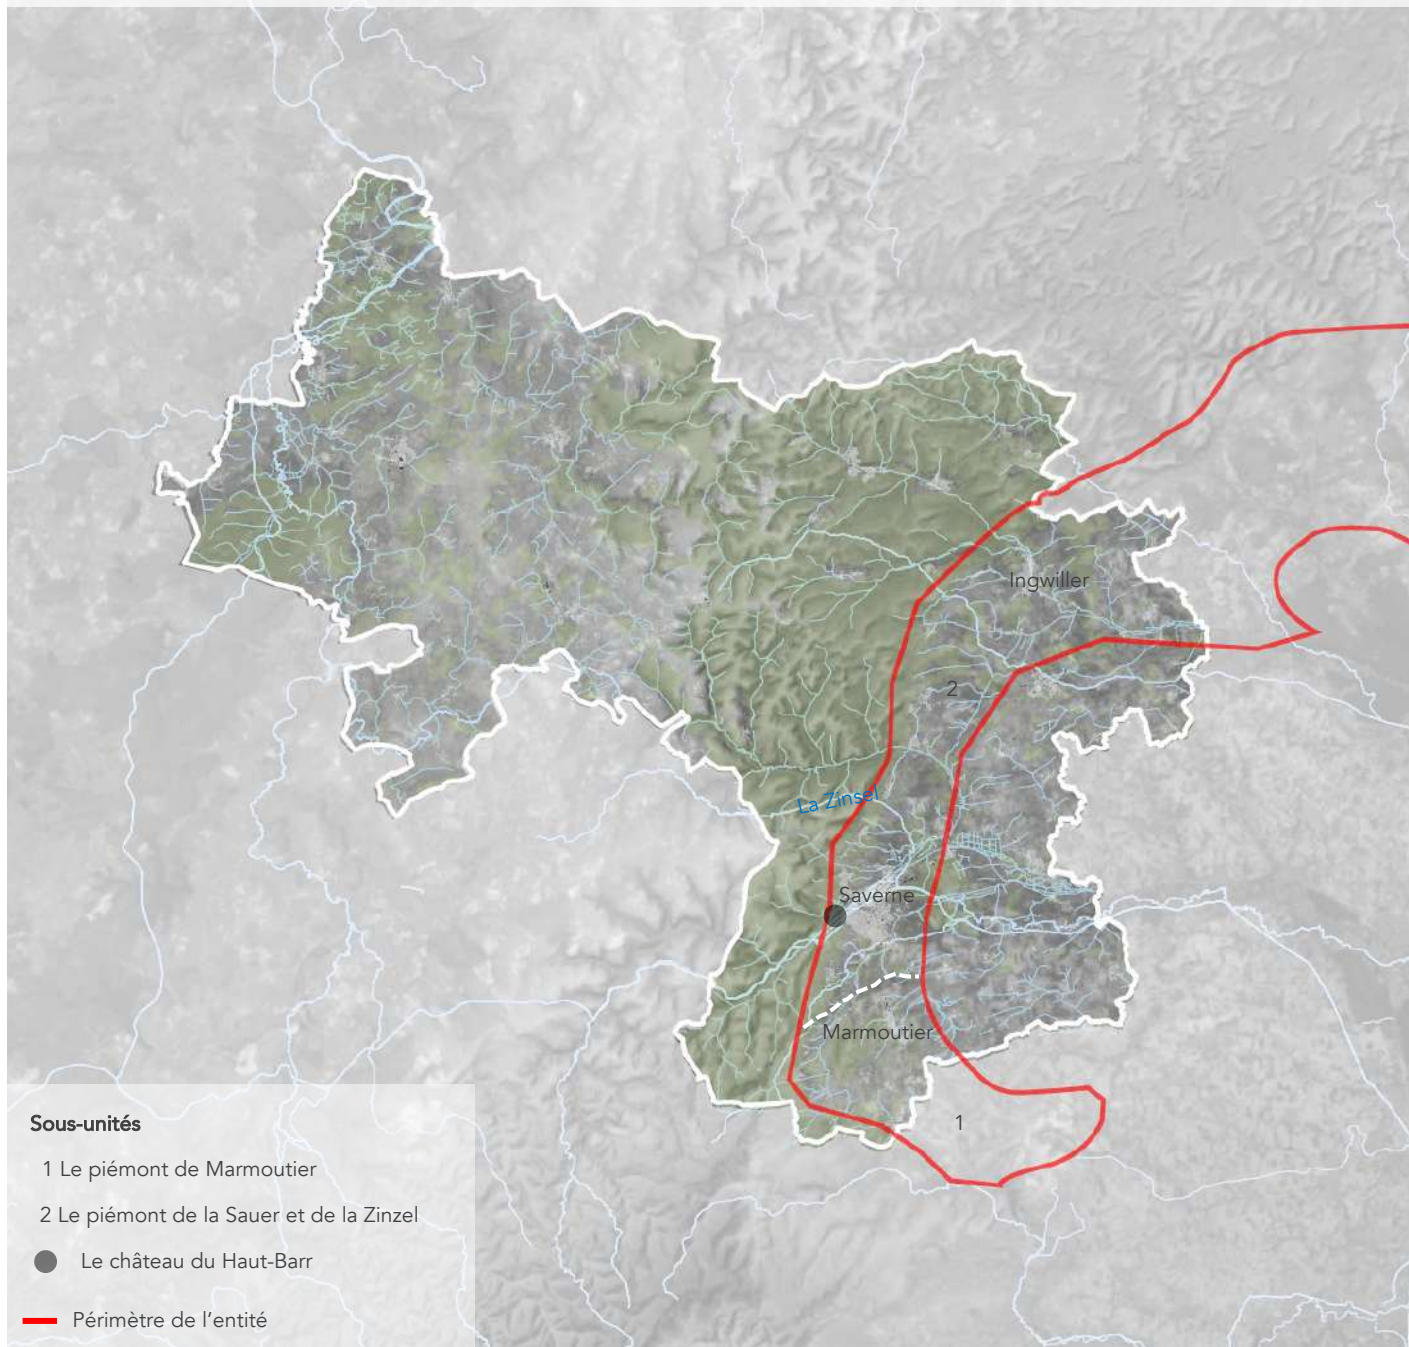 Ingwiller
2
La Zinsel
Saverne
Marmoutier
1
Sous-unités
1 Le piémont de Marmoutier
2 Le piémont de la Sauer et de la Zinzel
Le château du Haut-Barr
Périmètre de l'entité